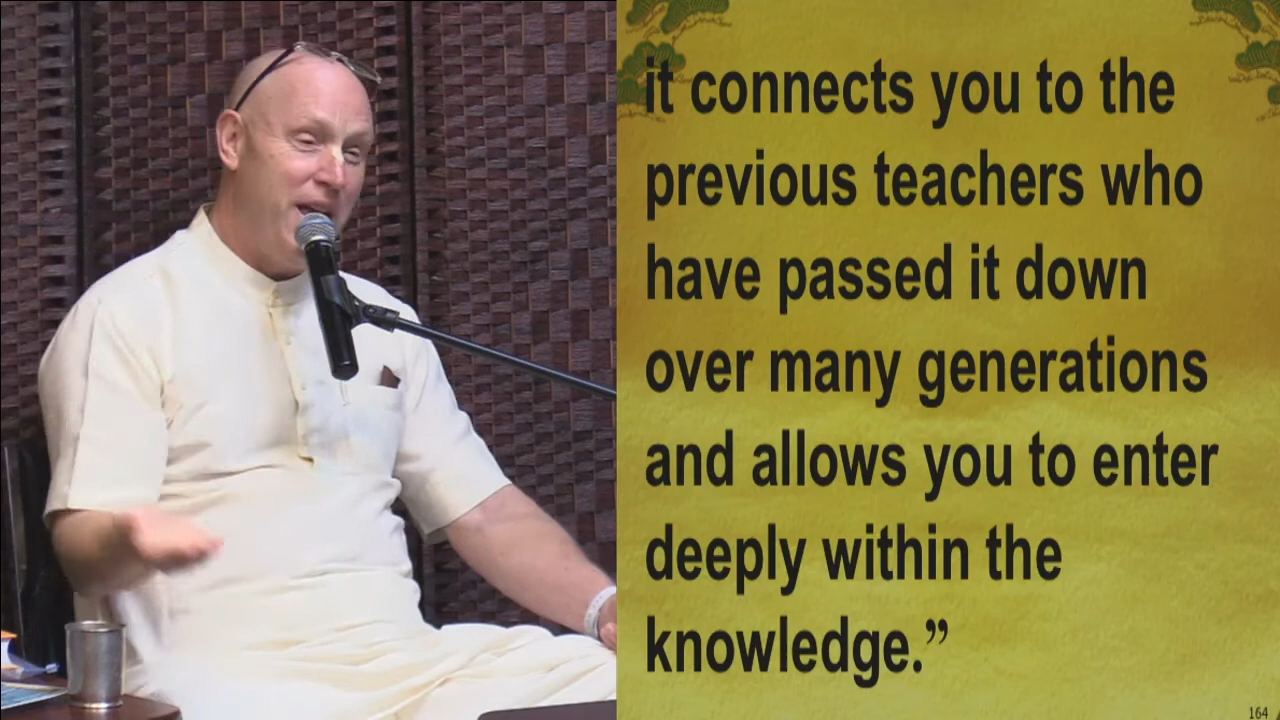 it connects you to the
previous teachers who
have passed it down
over many generations
and allows you to enter
deeply within the
knowledge.”
164